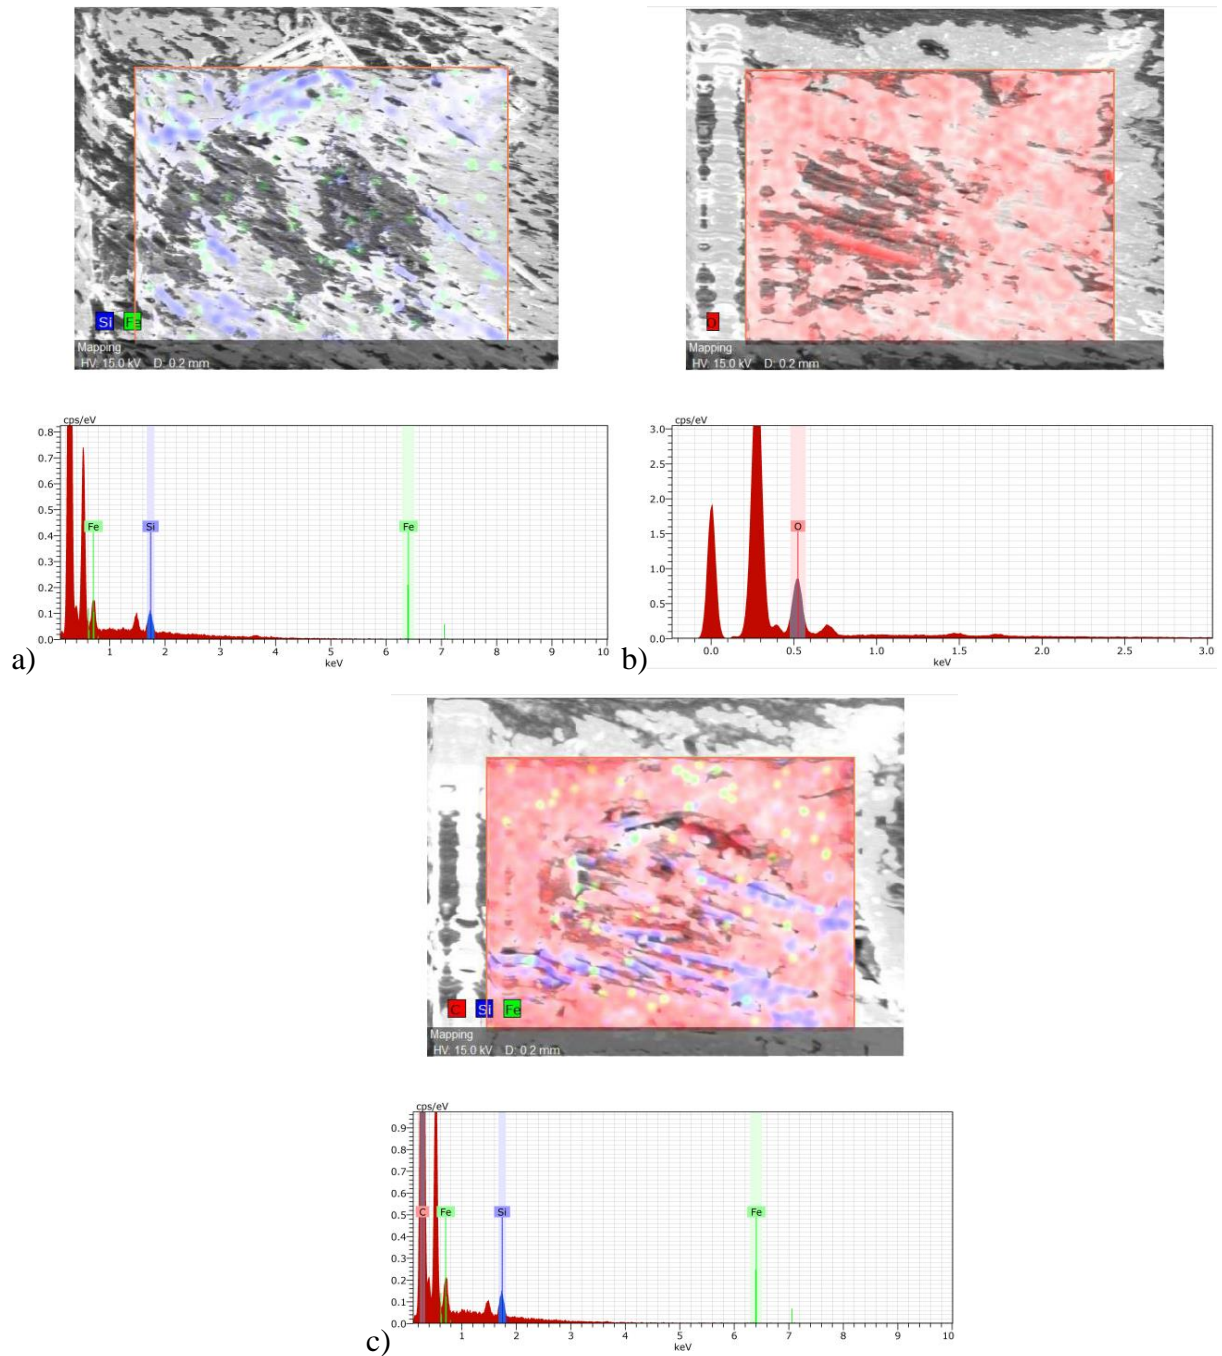 Si Fe
Mapping
HV: 15.0 kV D: 0.2 mm
O
Mapping
HV: 15.0 kV D: 0.2 mm
cps/eV
0.8
0.7
0.6
0.5
0.4
0.3
0.2
0.1
0.0
Fe Si Fe
1 2 3 4 5 6 7 8 9 10
keV
a)
cps/eV
3.0
2.5
2.0
1.5
1.0
0.5
0.0
O
0.0 0.5 1.0 1.5 2.0 2.5 3.0
keV
b)
C Si Fe
Mapping
HV: 15.0 kV D: 0.2 mm
cps/eV
0.9
0.8
0.7
0.6
0.5
0.4
0.3
0.2
0.1
0.0
C Fe Si Fe
1 2 3 4 5 6 7 8 9 10
keV
c)